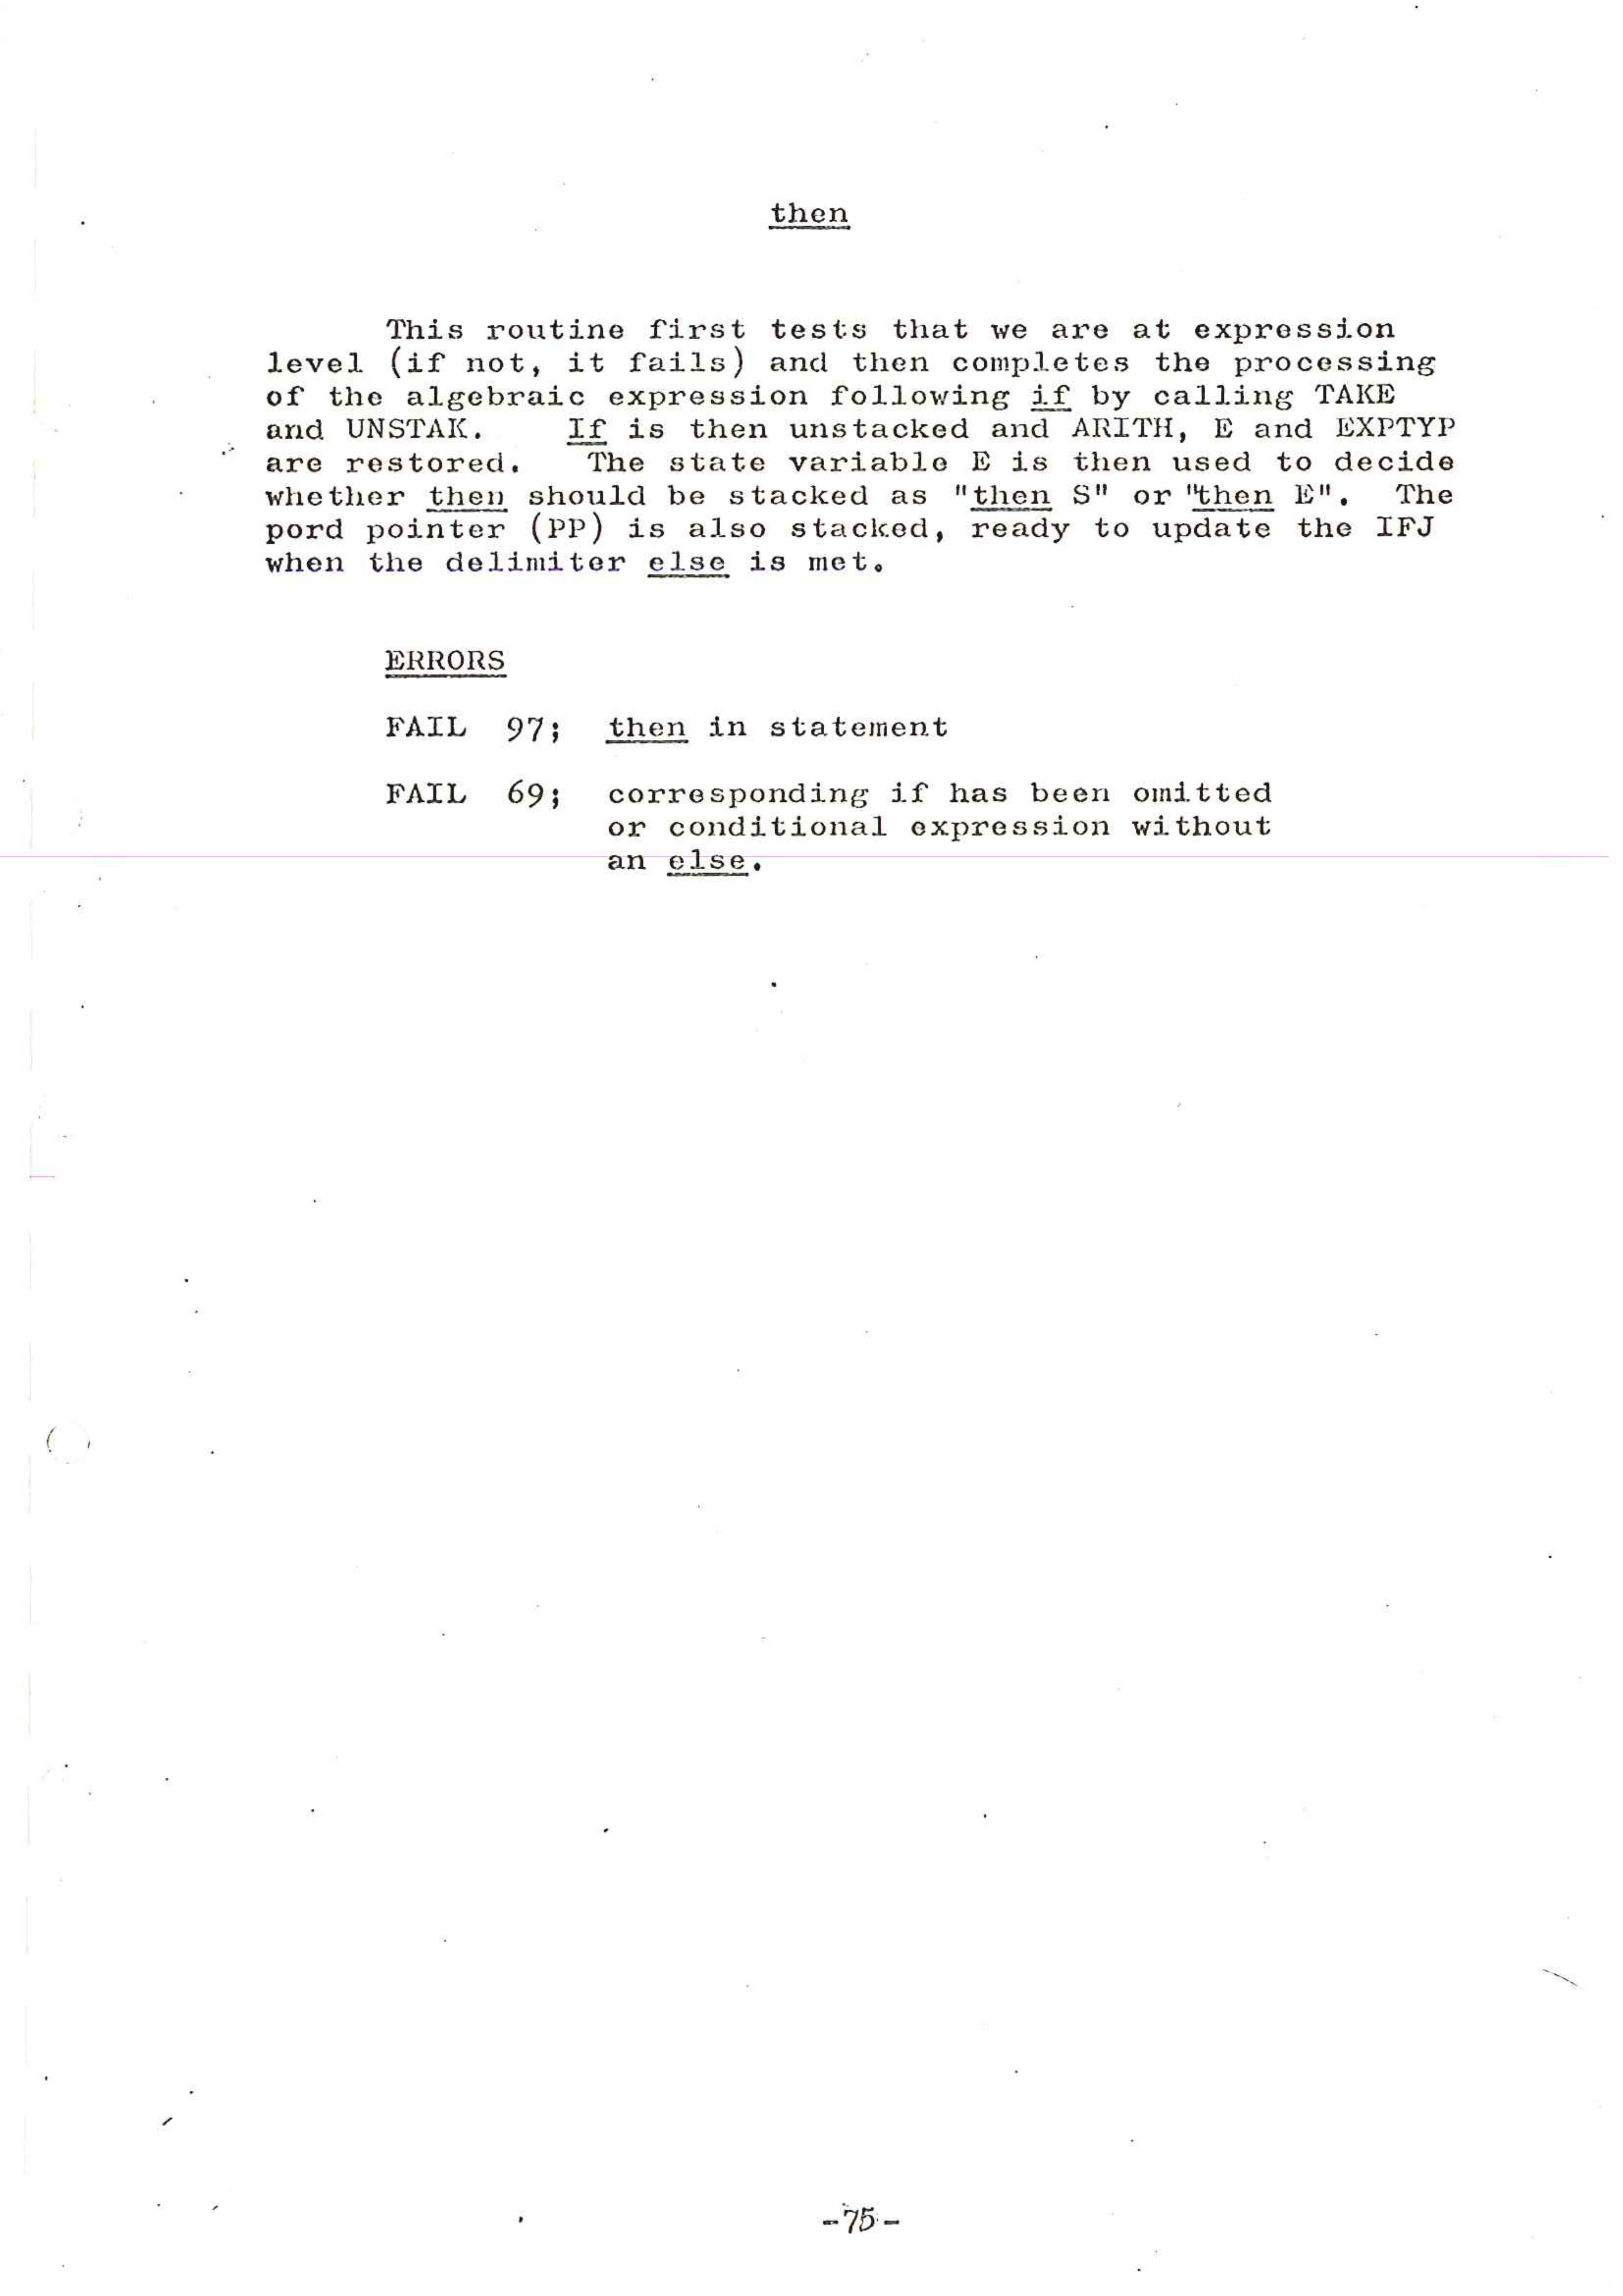 then
This routine first tests that we are at expression
level (if not, it fails) and then completes the processing
of the algebraic expression following if by calling TAKE
and UNSTAK. If is then unstacked and ARITH, E and EXPTYP
are restored. The state variable E is then used to decide
whether then should be stacked as "then S" or "then E". The
pord pointer (PP) is also stacked, ready to update the IFJ
when the delimiter else is met.
ERRORS
FAIL 97; then in statement
FAIL 69; corresponding if has been omitted
or conditional expression without
an else.
-75-